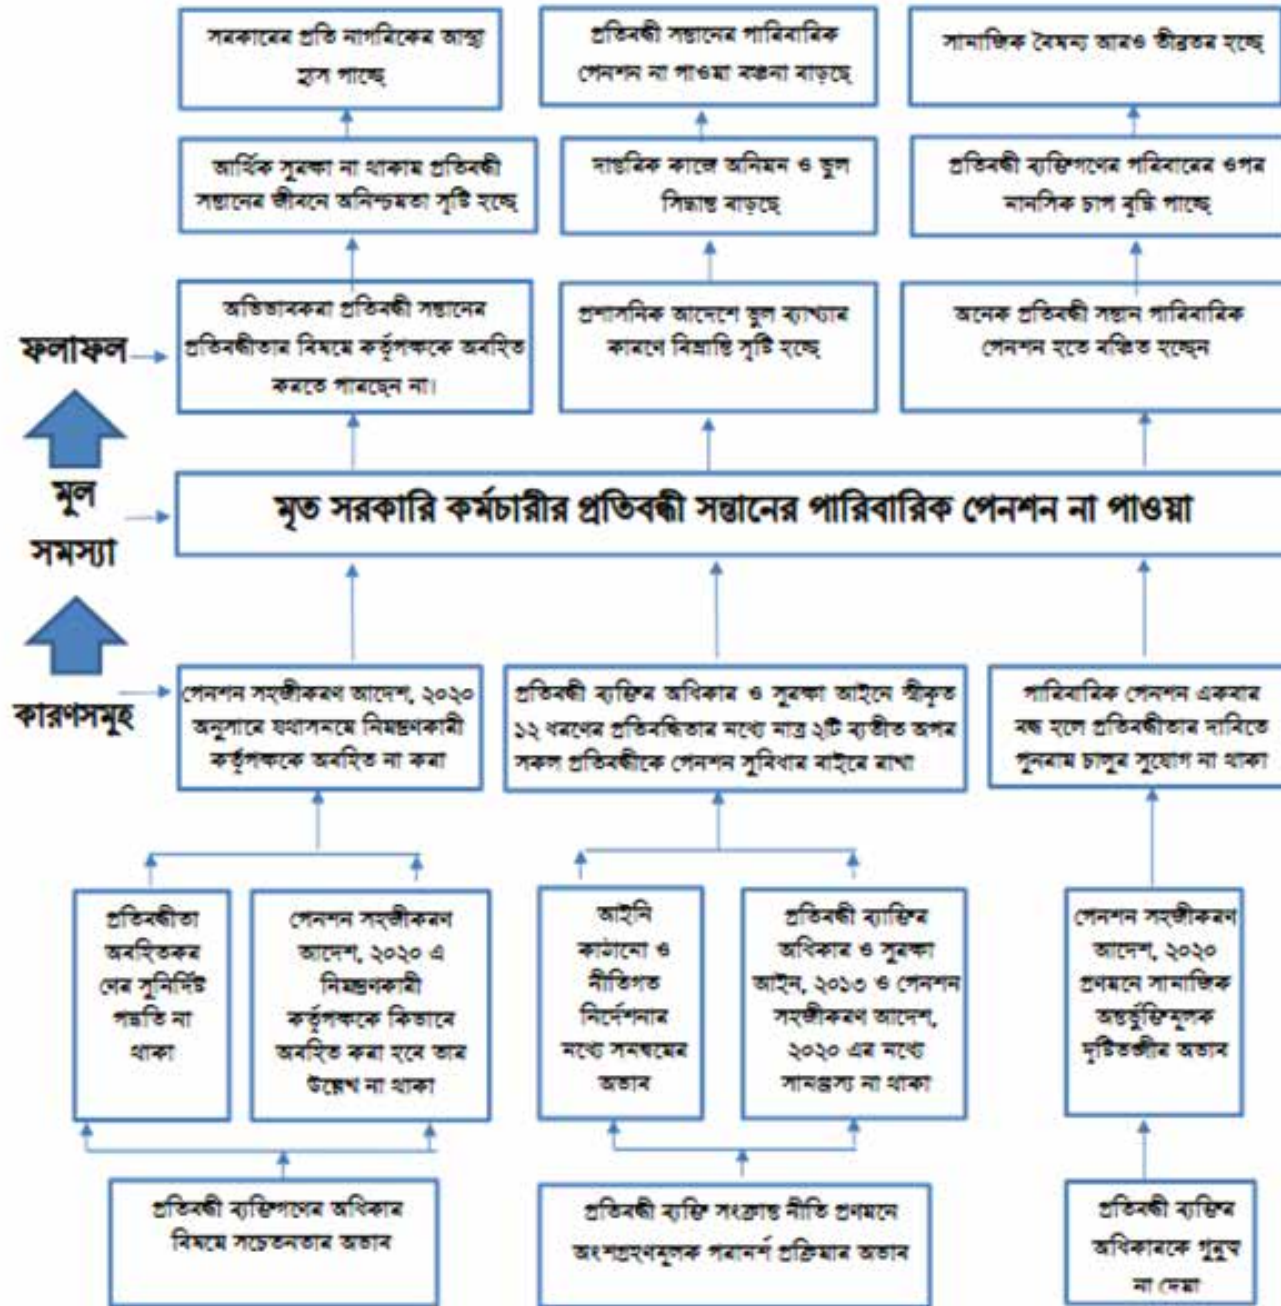 সরকারের প্রতি নাগরিকের আস্থা
হ্রাস পাচ্ছে
প্রতিবন্ধী সন্তানের পারিবারিক
পেনশন না পাওয়া বঞ্চনা বাড়ছে
সামাজিক বৈষম্য আরও তীব্রতর হচ্ছে
আর্থিক সুরক্ষা না থাকায় প্রতিবন্ধী
সন্তানের জীবনে অনিশ্চয়তা সৃষ্টি হচ্ছে
দাপ্তরিক কাজে অনিয়ম ও ভুল
সিদ্ধান্ত বাড়ছে
প্রতিবন্ধী ব্যক্তিগণের পরিবারের ওপর
মানসিক চাপ বৃদ্ধি পাচ্ছে
অভিভাবকরা প্রতিবন্ধী সন্তানের
প্রতিবন্ধীতার বিষয়ে কর্তৃপক্ষকে অবহিত
করতে পারছেন না।
প্রশাসনিক আদেশে ভুল ব্যাখ্যার
কারণে বিভ্রান্তি সৃষ্টি হচ্ছে
অনেক প্রতিবন্ধী সন্তান পারিবারিক
পেনশন হতে বঞ্চিত হচ্ছেন
ফলাফল
মুল
সমস্যা
মৃত সরকারি কর্মচারীর প্রতিবন্ধী সন্তানের পারিবারিক পেনশন না পাওয়া
কারণসমূহ
পেনশন সহজীকরণ আদেশ, ২০২০
অনুসারে যথাসময়ে নিয়ন্ত্রণকারী
কর্তৃপক্ষকে অবহিত না করা
প্রতিবন্ধী ব্যক্তির অধিকার ও সুরক্ষা আইনে স্বীকৃত
১২ ধরণের প্রতিবন্ধিতার মধ্যে মাত্র ২টি ব্যতীত অপর
সকল প্রতিবন্ধীকে পেনশন সুবিধার বাইরে রাখা
পারিবারিক পেনশন একবার
বন্ধ হলে প্রতিবন্ধীতার দাবিতে
পুনরায় চালুর সুযোগ না থাকা
প্রতিবন্ধীতা
অবহিতকর
ণের সুনির্দিষ্ট
পদ্ধতি না
থাকা
পেনশন সহজীকরণ
আদেশ, ২০২০ এ
নিয়ন্ত্রণকারী
কর্তৃপক্ষকে কিভাবে
অবহিত করা হবে তার
উল্লেখ না থাকা
আইনি
কাঠামো ও
নীতিগত
নির্দেশনার
মধ্যে সমন্বয়ের
অভাব
প্রতিবন্ধী ব্যক্তির
অধিকার ও সুরক্ষা
আইন, ২০১৩ ও পেনশন
সহজীকরণ আদেশ,
২০২০ এর মধ্যে
সামঞ্জস্য না থাকা
পেনশন সহজীকরণ
আদেশ, ২০২০
প্রণয়নে সামাজিক
অন্তর্ভুক্তিমূলক
দৃষ্টিভঙ্গীর অভাব
প্রতিবন্ধী ব্যক্তিগণের অধিকার
বিষয়ে সচেতনতার অভাব
প্রতিবন্ধী ব্যক্তি সংক্রান্ত নীতি প্রণয়নে
অংশগ্রহণমূলক পরামর্শ প্রক্রিয়ার অভাব
প্রতিবন্ধী ব্যক্তির
অধিকারকে গুরুত্ব
না দেয়া